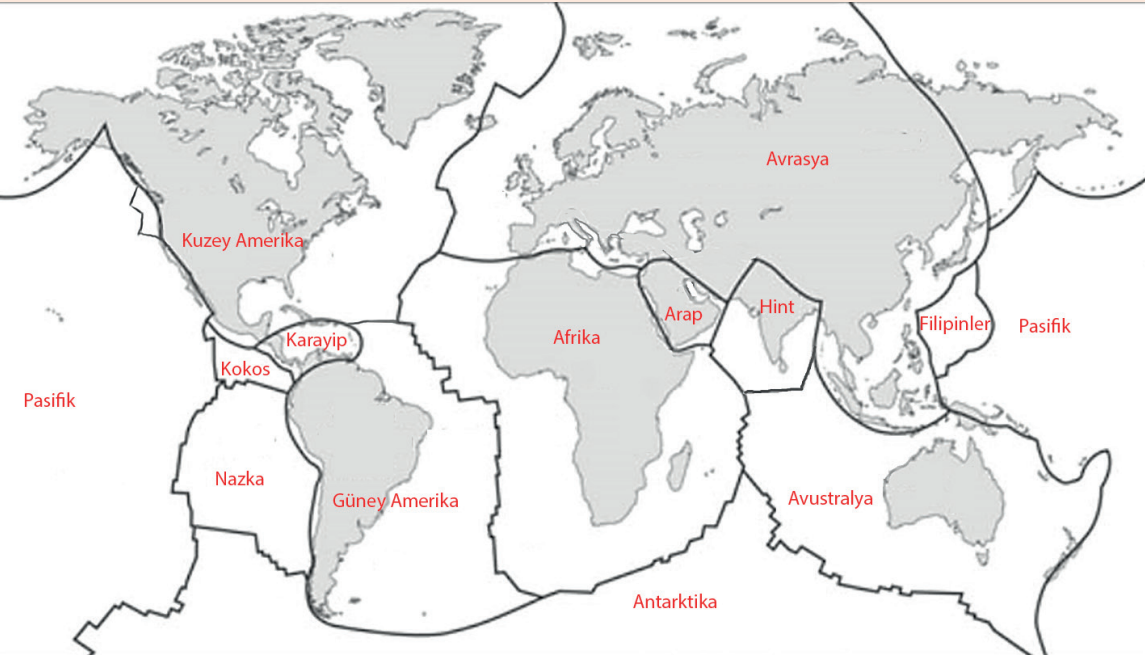 Avrasya
Kuzey Amerika
Karayip
Kokos
Arap
Hint
Afrika
Filipinler
Pasifik
Pasifik
Nazka
Güney Amerika
Avustralya
Antarktika